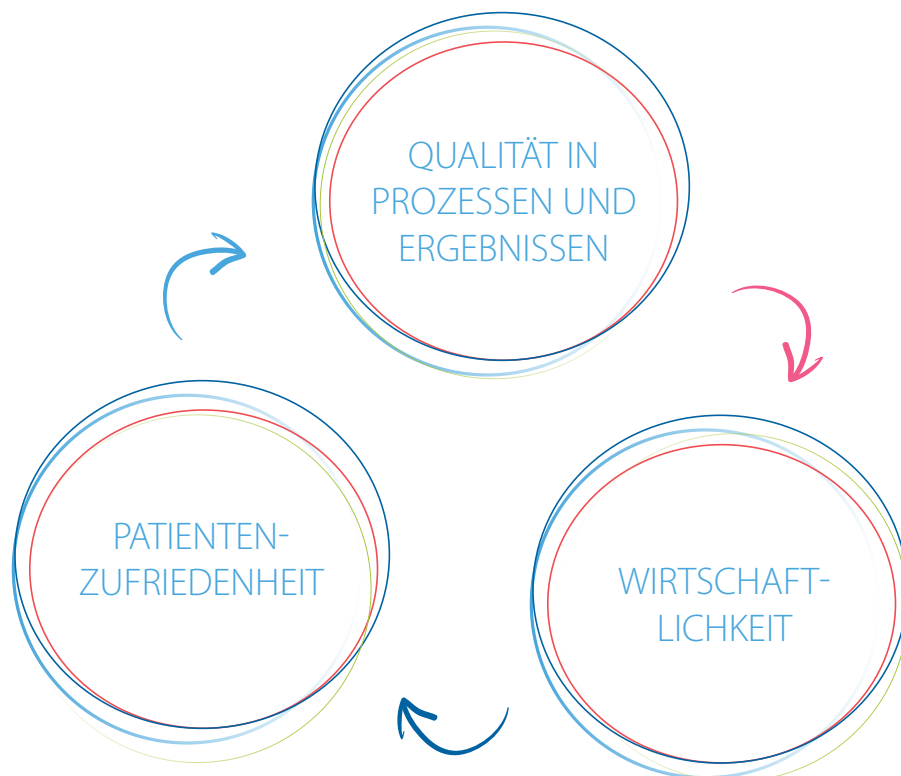 QUALITÄT IN
PROZESSEN UND
ERGEBNISSEN
PATIENTEN-
ZUFRIEDENHEIT
WIRTSCHAFT-
LICHKEIT